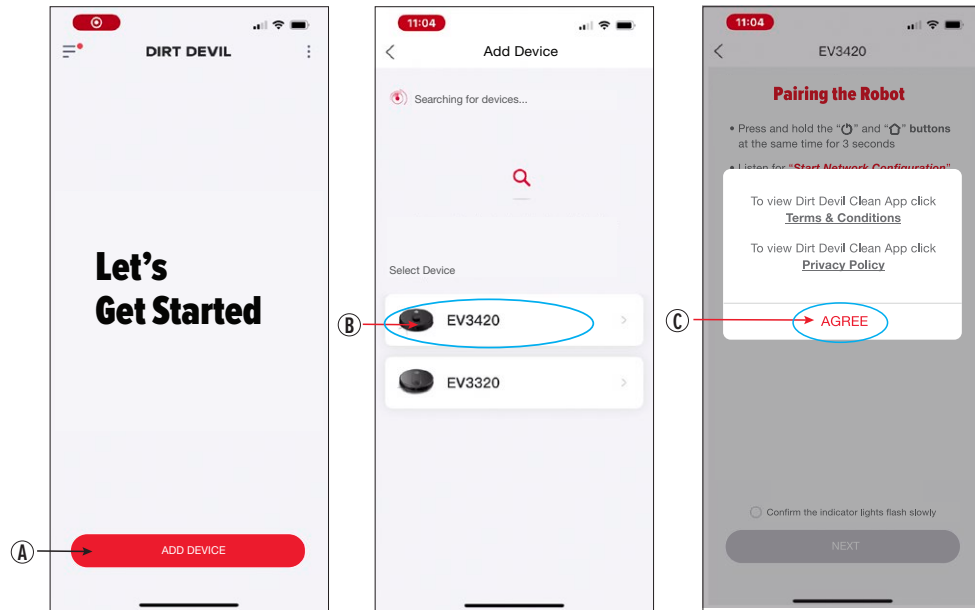 DIRT DEVIL
Let's
Get Started
A
ADD DEVICE
11:04
Add Device
Searching for devices...
Select Device
B
EV3420
EV3320
11:04
EV3420
Pairing the Robot
• Press and hold the “ ” and “ ” buttons
at the same time for 3 seconds
• Listen for “Start Network Configuration”
To view Dirt Devil Clean App click
Terms & Conditions
To view Dirt Devil Clean App click
Privacy Policy
C
AGREE
Confirm the indicator lights flash slowly
NEXT